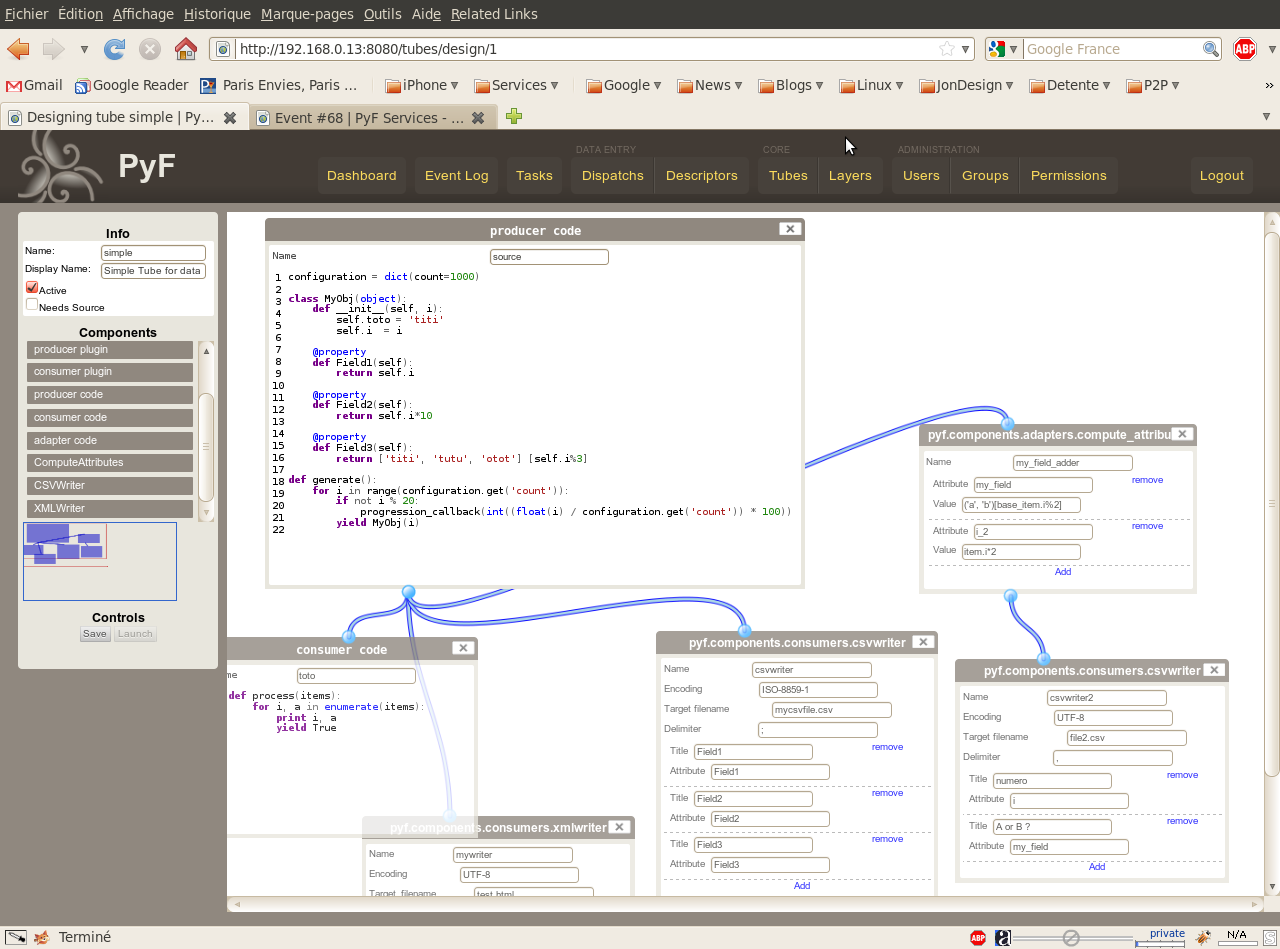 Fichier Édition Affichage Historique Marque-pages Outils Aide Related Links
http://192.168.0.13:8080/tubes/design/1
Google France
ABP
Gmail Google Reader Paris Envies, Paris ... iPhone Services Google News Blogs Linux JonDesign Detente P2P »
Designing tube simple | Py... Event #68 | PyF Services - ...
PyF
DATA ENTRY CORE ADMINISTRATION
Dashboard Event Log Tasks Dispatchs Descriptors Tubes Layers Users Groups Permissions Logout
Info
Name: simple
Display Name: Simple Tube for data
Active
Needs Source
Components
producer plugin
consumer plugin
producer code
consumer code
adapter code
ComputeAttributes
CSVWriter
XMLWriter
Controls
Save Launch
producer code
Name source
1 configuration = dict(count=1000)
2
3 class MyObj(object):
4 def __init__(self, i):
5 self.toto = 'titi'
6 self.i = i
7
8 @property
9 def Field1(self):
10 return self.i
11
12 @property
13 def Field2(self):
14 return self.i*10
15
16 @property
17 def Field3(self):
18 return ['titi', 'tutu', 'otot'] [self.i%3]
19
20 def generate():
21 for i in range(configuration.get('count')):
22 if not i % 20:
progression_callback(int((float(i) / configuration.get('count')) * 100))
yield MyObj(i)
pyf.components.adapters.compute_attribu
Name my_field_adder
Attribute my_field remove
Value ('a', 'b')[base_item.i%2]
Attribute i_2 remove
Value item.i*2
Add
consumer code
me toto
def process(items):
for i, a in enumerate(items):
print i, a
yield True
pyf.components.consumers.xmlwriter
Name mywriter
Encoding UTF-8
Target filename test.html
pyf.components.consumers.csvwriter
Name csvwriter
Encoding ISO-8859-1
Target filename mycsvfile.csv
Delimiter ;
Title Field1 remove
Attribute Field1
Title Field2 remove
Attribute Field2
Title Field3 remove
Attribute Field3
Add
pyf.components.consumers.csvwriter
Name csvwriter2
Encoding UTF-8
Target filename file2.csv
Delimiter ,
Title numero remove
Attribute i
Title A or B ? remove
Attribute my_field
Add
Terminé
ABP a private N/A